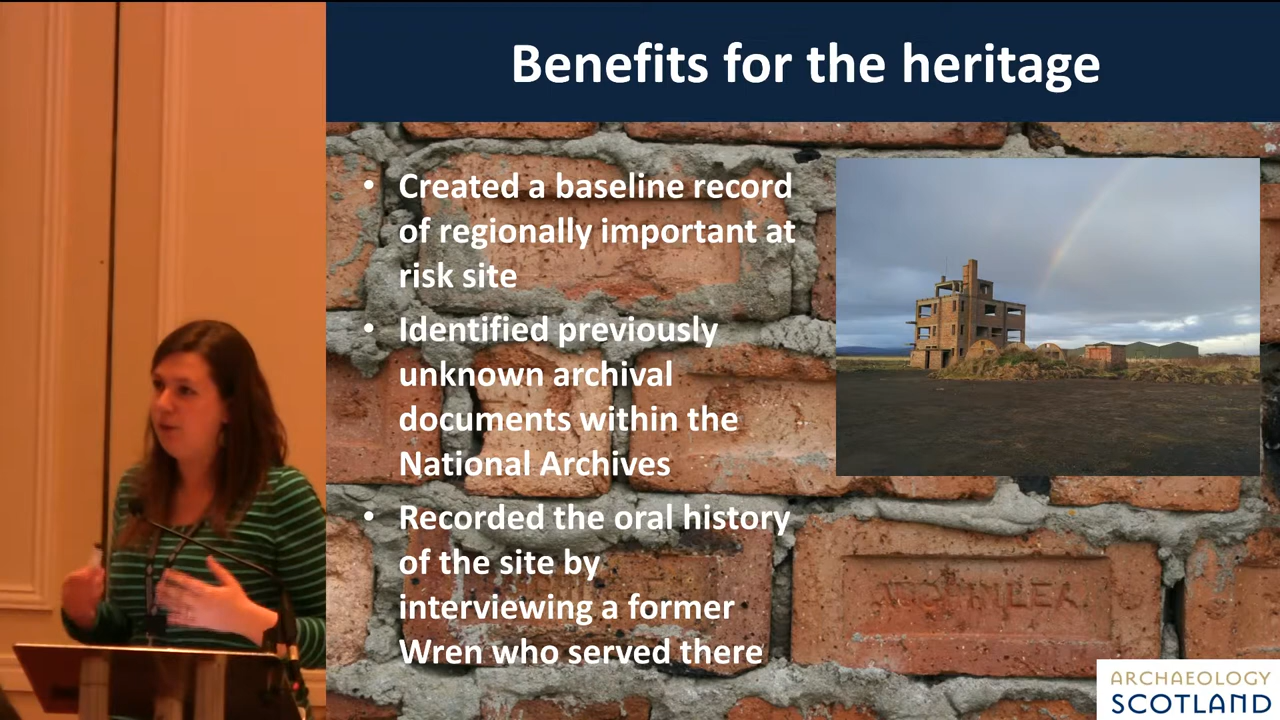 Benefits for the heritage
• Created a baseline record
of regionally important at
risk site
• Identified previously
unknown archival
documents within the
National Archives
• Recorded the oral history
of the site by
interviewing a former
Wren who served there
ARCHAEOLOGY
SCOTLAND